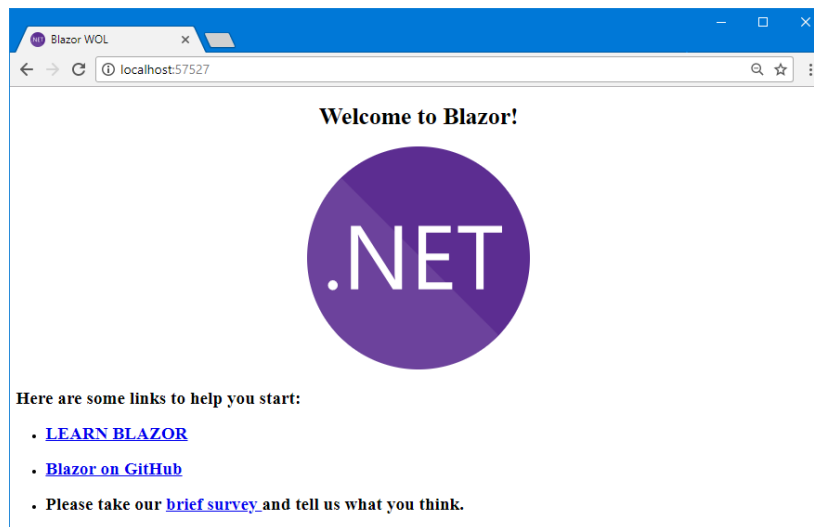 NET Blazor WOL
localhost:57527
Welcome to Blazor!
.NET
Here are some links to help you start:
LEARN BLAZOR
Blazor on GitHub
Please take our brief survey and tell us what you think.